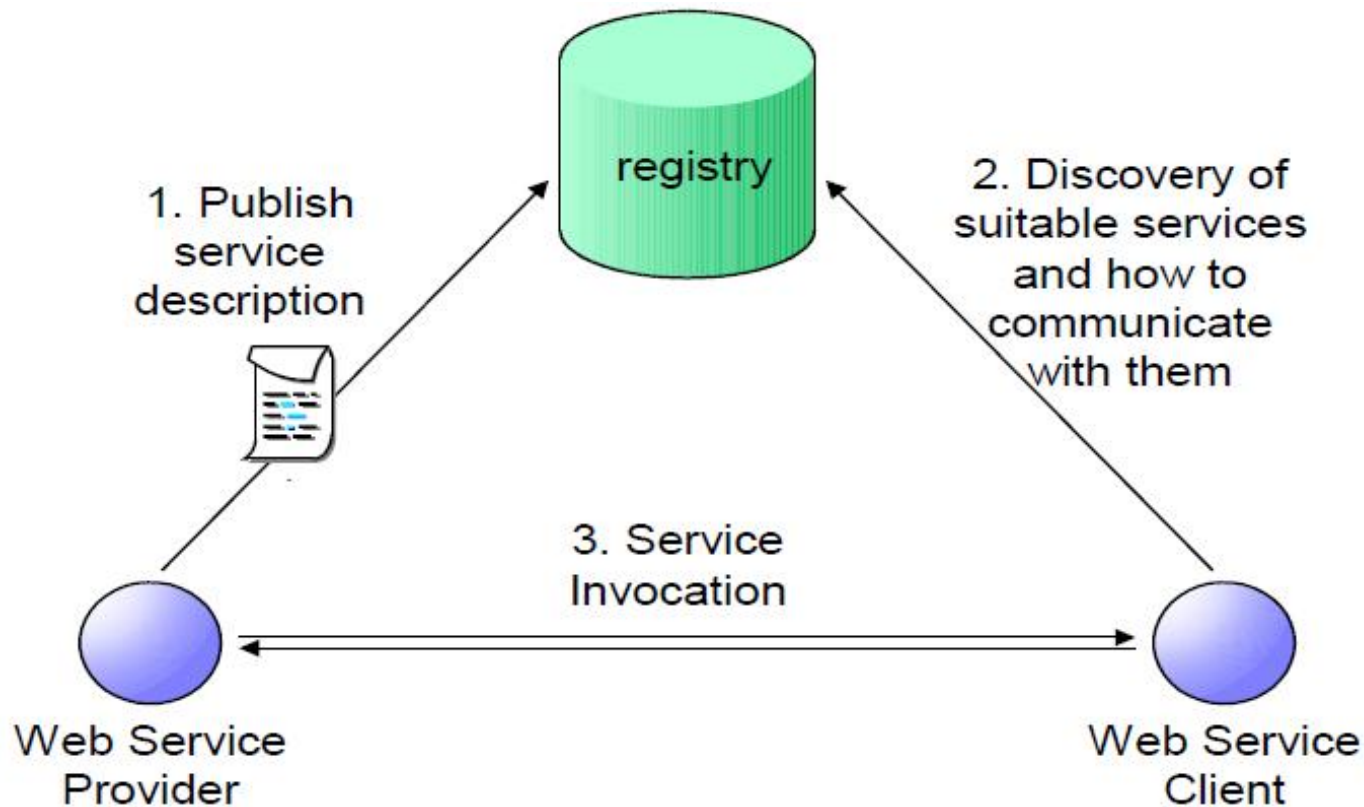 registry
1. Publish
service
description
2. Discovery of
suitable services
and how to
communicate
with them
3. Service
Invocation
Web Service
Provider
Web Service
Client